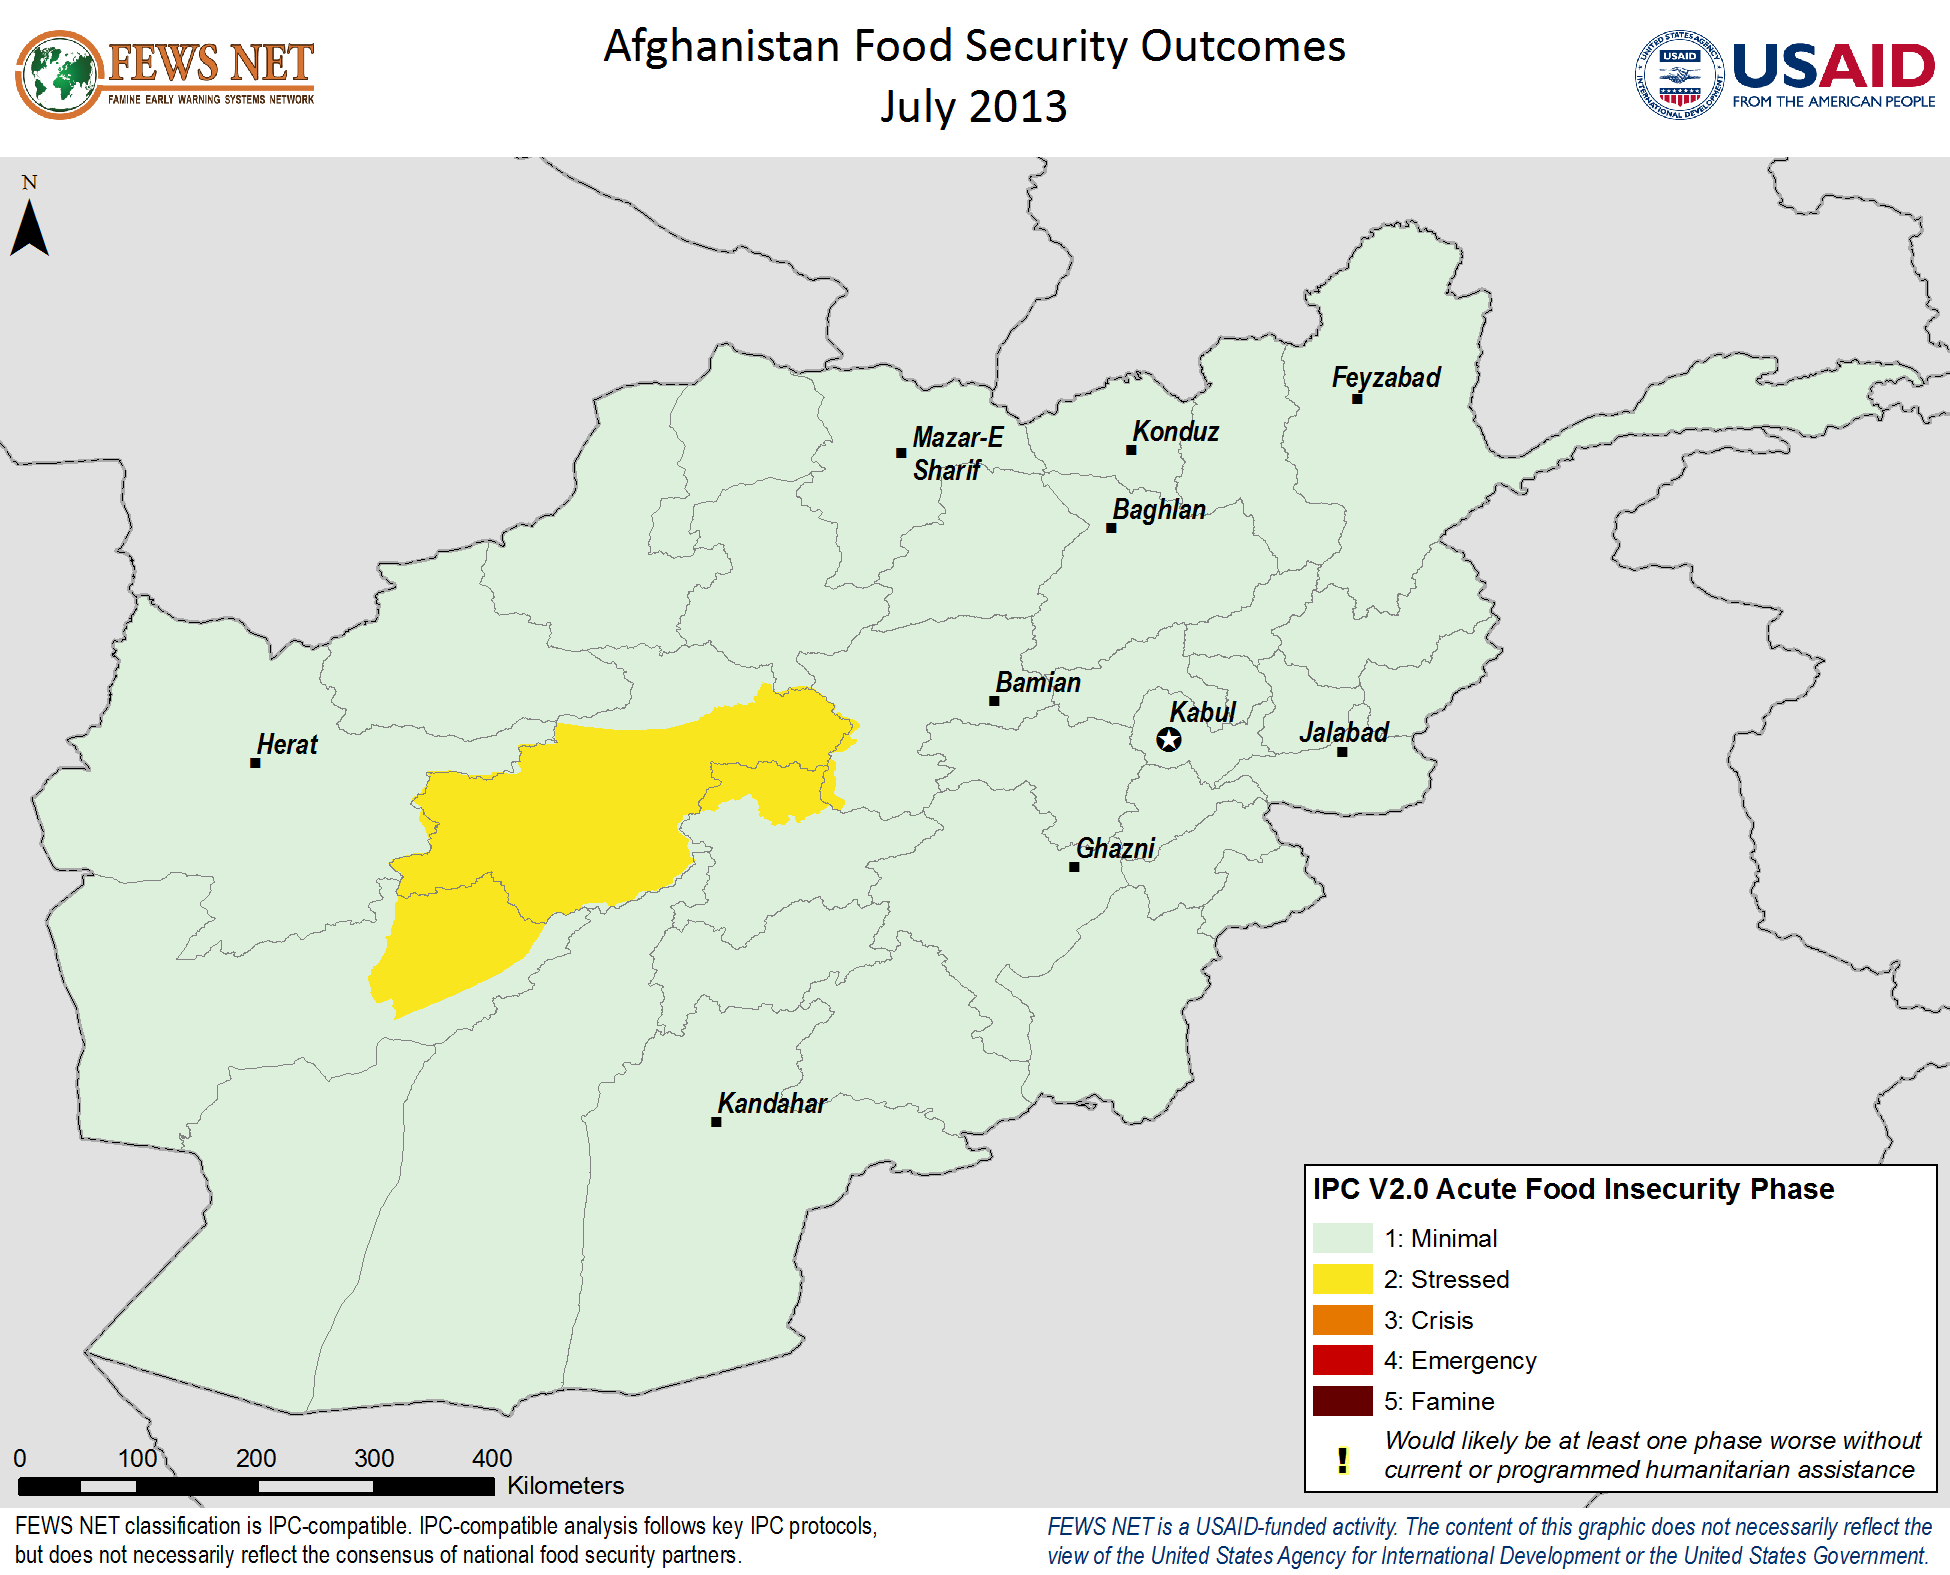 FEWS NET
FAMINE EARLY WARNING SYSTEMS NETWORK
Afghanistan Food Security Outcomes
July 2013
UNITED STATES AGENCY
USAID
INTERNATIONAL DEVELOPMENT
USAID
FROM THE AMERICAN PEOPLE
N
Feyzabad
Mazar-E
Sharif
Konduz
Baghlan
Bamian
Kabul
Herat
Jalabad
Ghazni
Kandahar
IPC V2.0 Acute Food Insecurity Phase
1: Minimal
2: Stressed
3: Crisis
4: Emergency
5: Famine
! Would likely be at least one phase worse without
current or programmed humanitarian assistance
0 100 200 300 400
Kilometers
FEWS NET classification is IPC-compatible. IPC-compatible analysis follows key IPC protocols,
but does not necessarily reflect the consensus of national food security partners.
FEWS NET is a USAID-funded activity. The content of this graphic does not necessarily reflect the
view of the United States Agency for International Development or the United States Government.